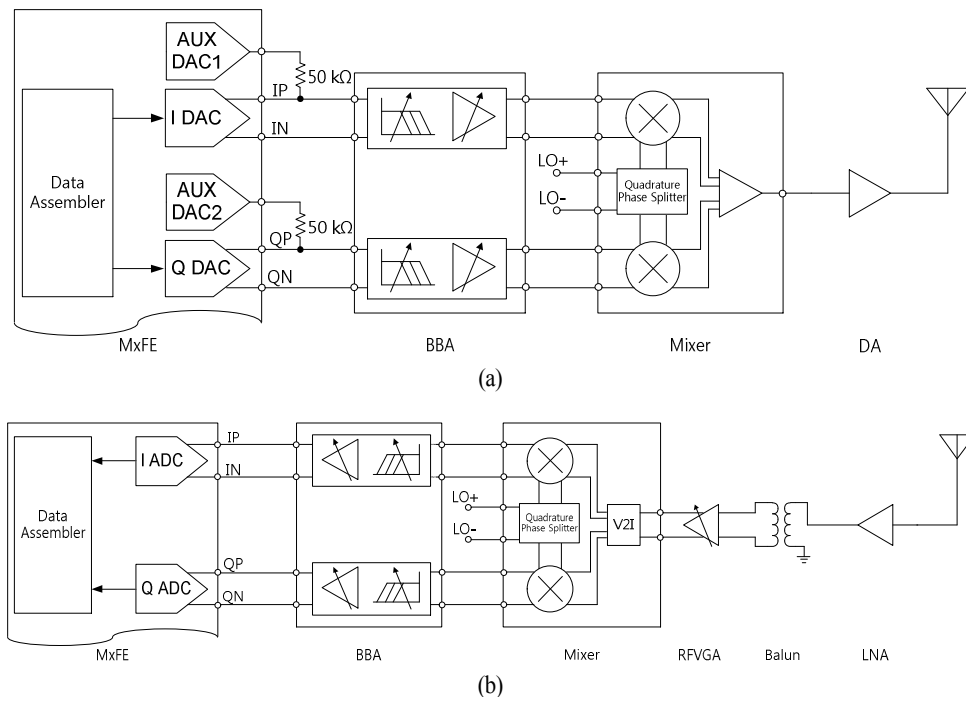 AUX
DAC1
50 kΩ
IP
I DAC
IN
LO+
Data
Assembler
AUX
DAC2
Quadrature
Phase Splitter
LO-
50 kΩ
QP
Q DAC
QN
MxFE
BBA
Mixer
DA
(a)
IP
I ADC
IN
LO+
Data
Assembler
Quadrature
Phase Splitter
V2I
LO-
QP
Q ADC
QN
MxFE
BBA
Mixer
RFVGA
Balun
LNA
(b)